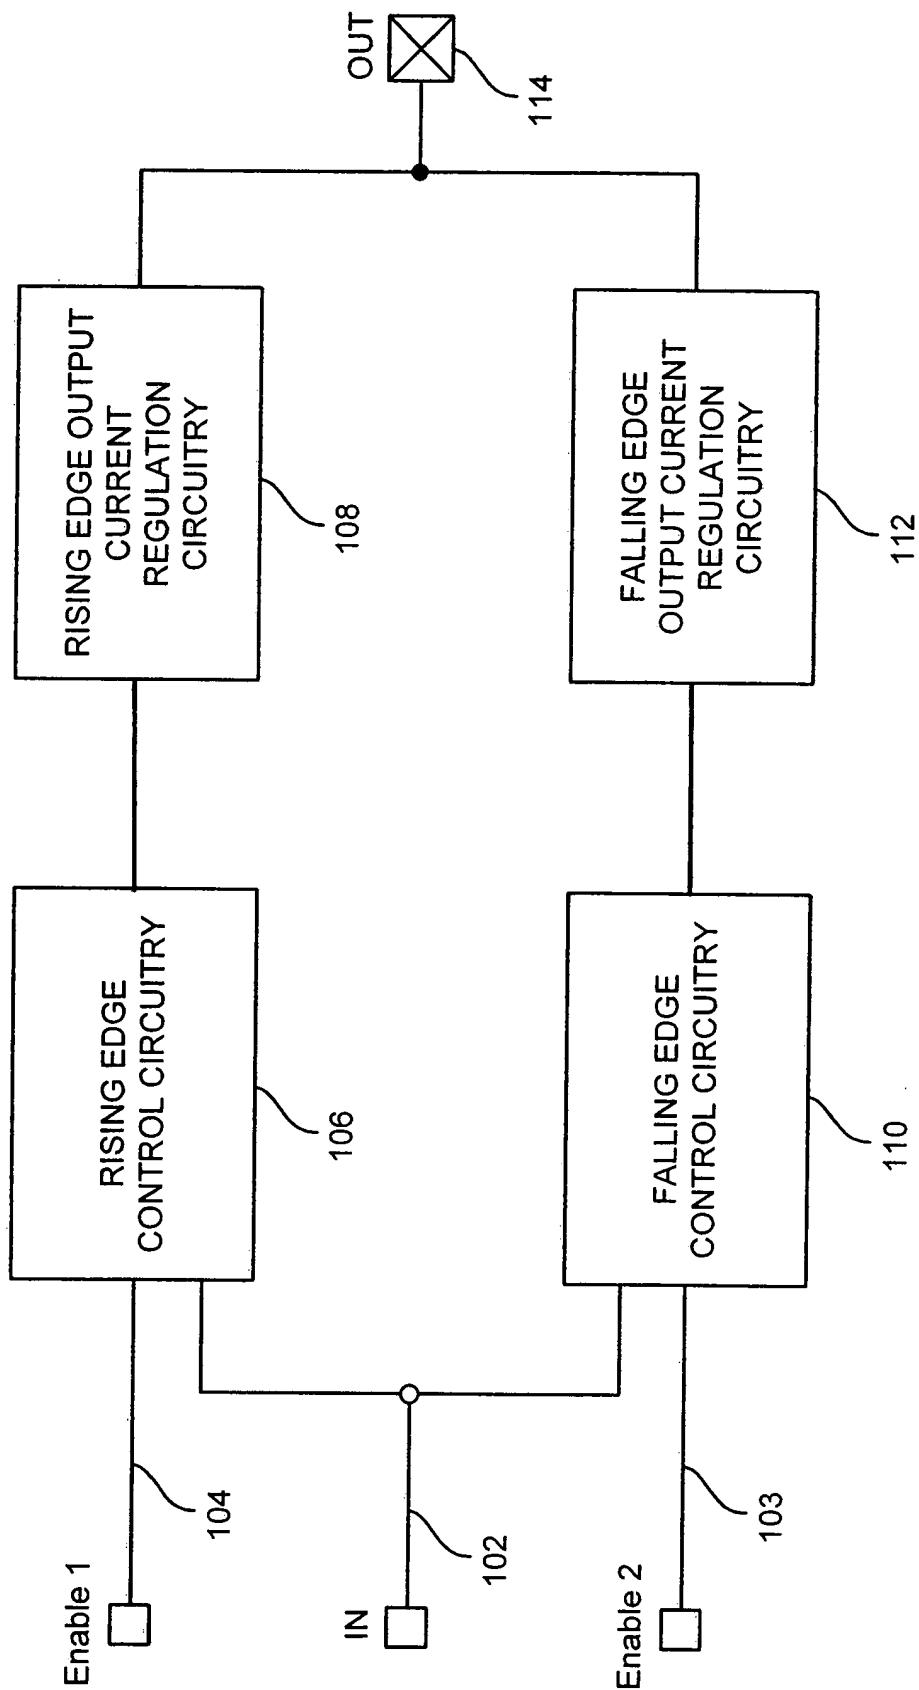 Enable 1
104
IN
102
Enable 2
103
RISING EDGE
CONTROL CIRCUITRY
106
FALLING EDGE
CONTROL CIRCUITRY
110
RISING EDGE OUTPUT
CURRENT
REGULATION
CIRCUITRY
108
FALLING EDGE
OUTPUT CURRENT
REGULATION
CIRCUITRY
112
OUT
114